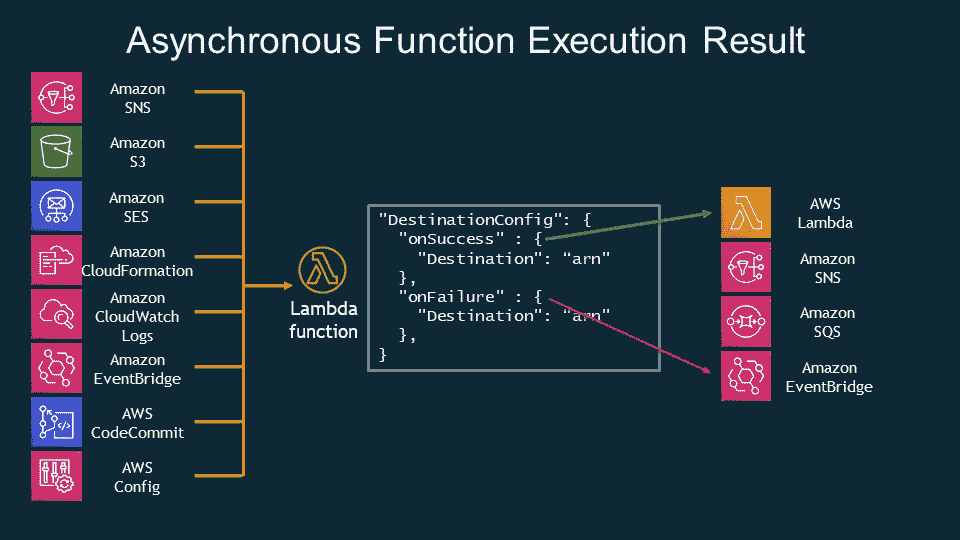 Asynchronous Function Execution Result
Amazon
SNS
Amazon
S3
Amazon
SES
Amazon
CloudFormation
Amazon
CloudWatch
Logs
Amazon
EventBridge
AWS
CodeCommit
AWS
Config
Lambda
function
"DestinationConfig": {
"onSuccess" : {
"Destination": “arn"
},
"onFailure" : {
"Destination": “arn"
},
}
AWS
Lambda
Amazon
SNS
Amazon
SQS
Amazon
EventBridge